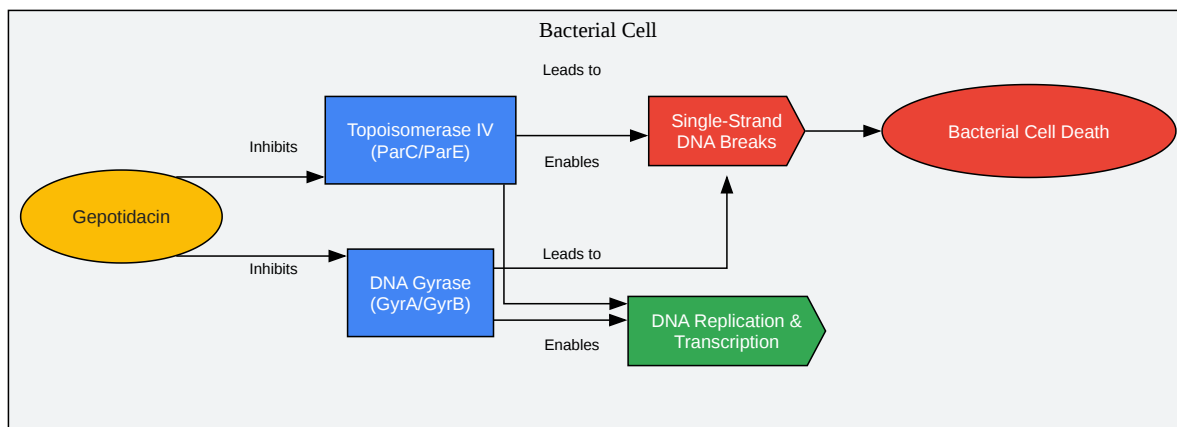 Bacterial Cell
Leads to
Topoisomerase IV
(ParC/ParE)
Single-Strand
DNA Breaks
Bacterial Cell Death
Inhibits
Enables
Gepotidacin
Leads to
Inhibits
DNA Gyrase
(GyrA/GyrB)
DNA Replication &
Transcription
Enables